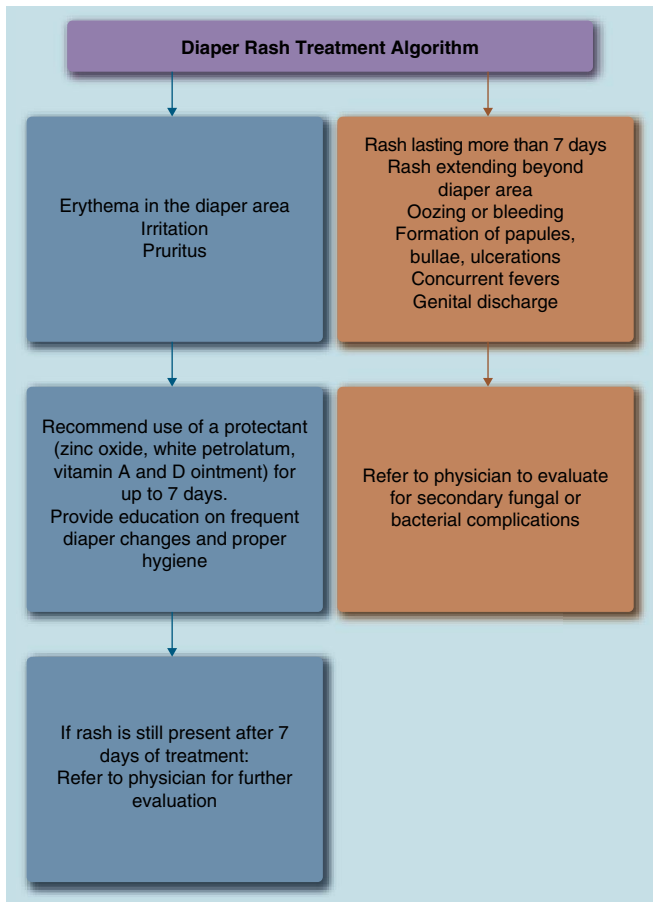 Diaper Rash Treatment Algorithm
Erythema in the diaper area
Irritation
Pruritus
Recommend use of a protectant
(zinc oxide, white petrolatum,
vitamin A and D ointment) for
up to 7 days.
Provide education on frequent
diaper changes and proper
hygiene
If rash is still present after 7
days of treatment:
Refer to physician for further
evaluation
Rash lasting more than 7 days
Rash extending beyond
diaper area
Oozing or bleeding
Formation of papules,
bullae, ulcerations
Concurrent fevers
Genital discharge
Refer to physician to evaluate
for secondary fungal or
bacterial complications